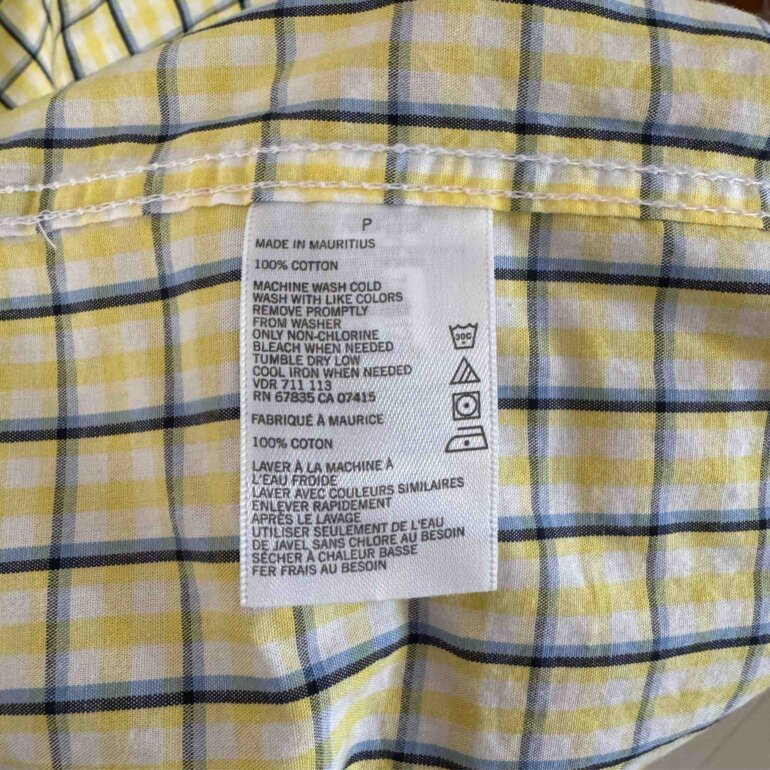 P
MADE IN MAURITIUS
100% COTTON
MACHINE WASH COLD
WASH WITH LIKE COLORS
REMOVE PROMPTLY
FROM WASHER
ONLY NON-CHLORINE
BLEACH WHEN NEEDED
TUMBLE DRY LOW
COOL IRON WHEN NEEDED
VDR 711 113
RN 67835 CA 07415
30C
FABRIQUÉ À MAURICE
100% COTON
LAVER À LA MACHINE À
L'EAU FROIDE
LAVER AVEC COULEURS SIMILAIRES
ENLEVER RAPIDEMENT
APRÈS LE LAVAGE
UTILISER SEULEMENT DE L'EAU
DE JAVEL SANS CHLORE AU BESOIN
SÉCHER À CHALEUR BASSE
FER FRAIS AU BESOIN